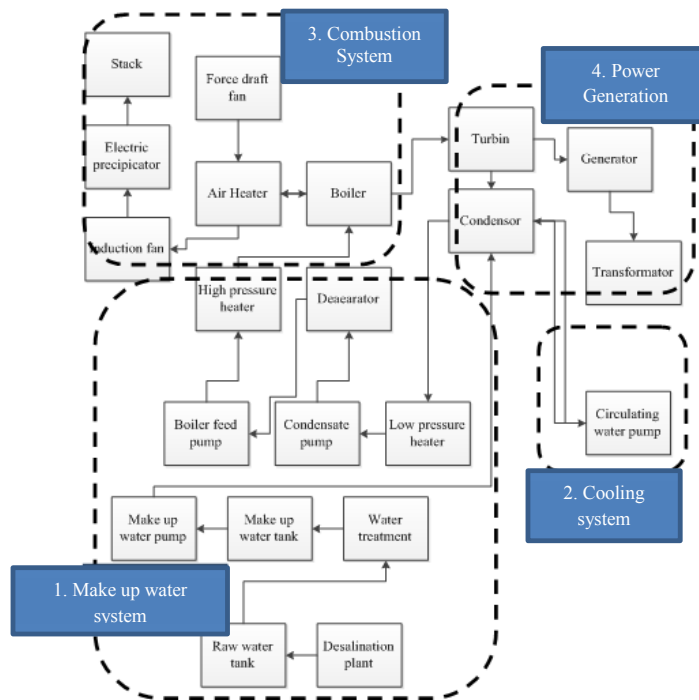 3. Combustion
System
Stack
Force draft
fan
4. Power
Generation
Electric
precipicator
Turbin
Generator
Air Heater
Boiler
Condensor
Induction fan
Transformator
High pressure
heater
Deaearator
Boiler feed
pump
Condensate
pump
Low pressure
heater
Circulating
water pump
2. Cooling
system
Make up
water pump
Make up
water tank
Water
treatment
1. Make up water
system
Raw water
tank
Desalination
plant